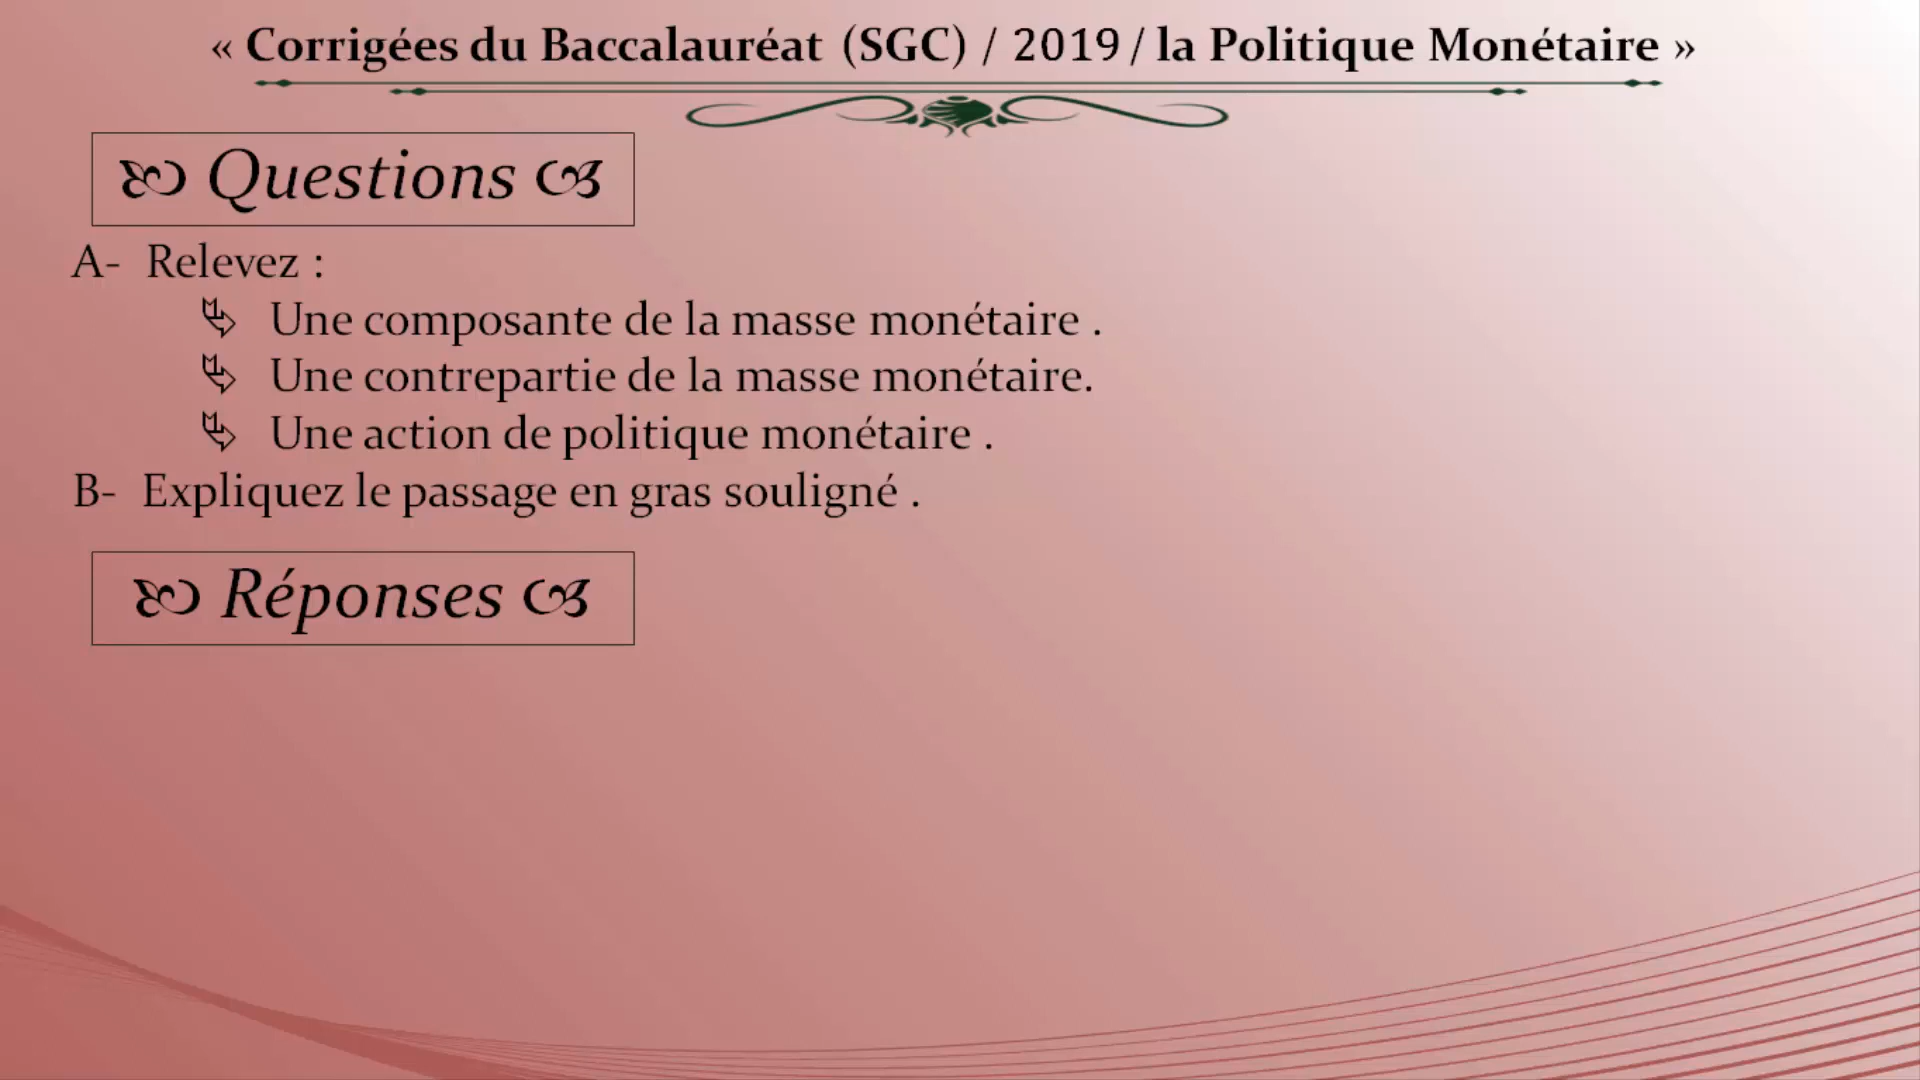 « Corrigées du Baccalauréat (SGC) / 2019 / la Politique Monétaire »
Questions
A- Relevez :
Une composante de la masse monétaire .
Une contrepartie de la masse monétaire.
Une action de politique monétaire .
B- Expliquez le passage en gras souligné .
Réponses